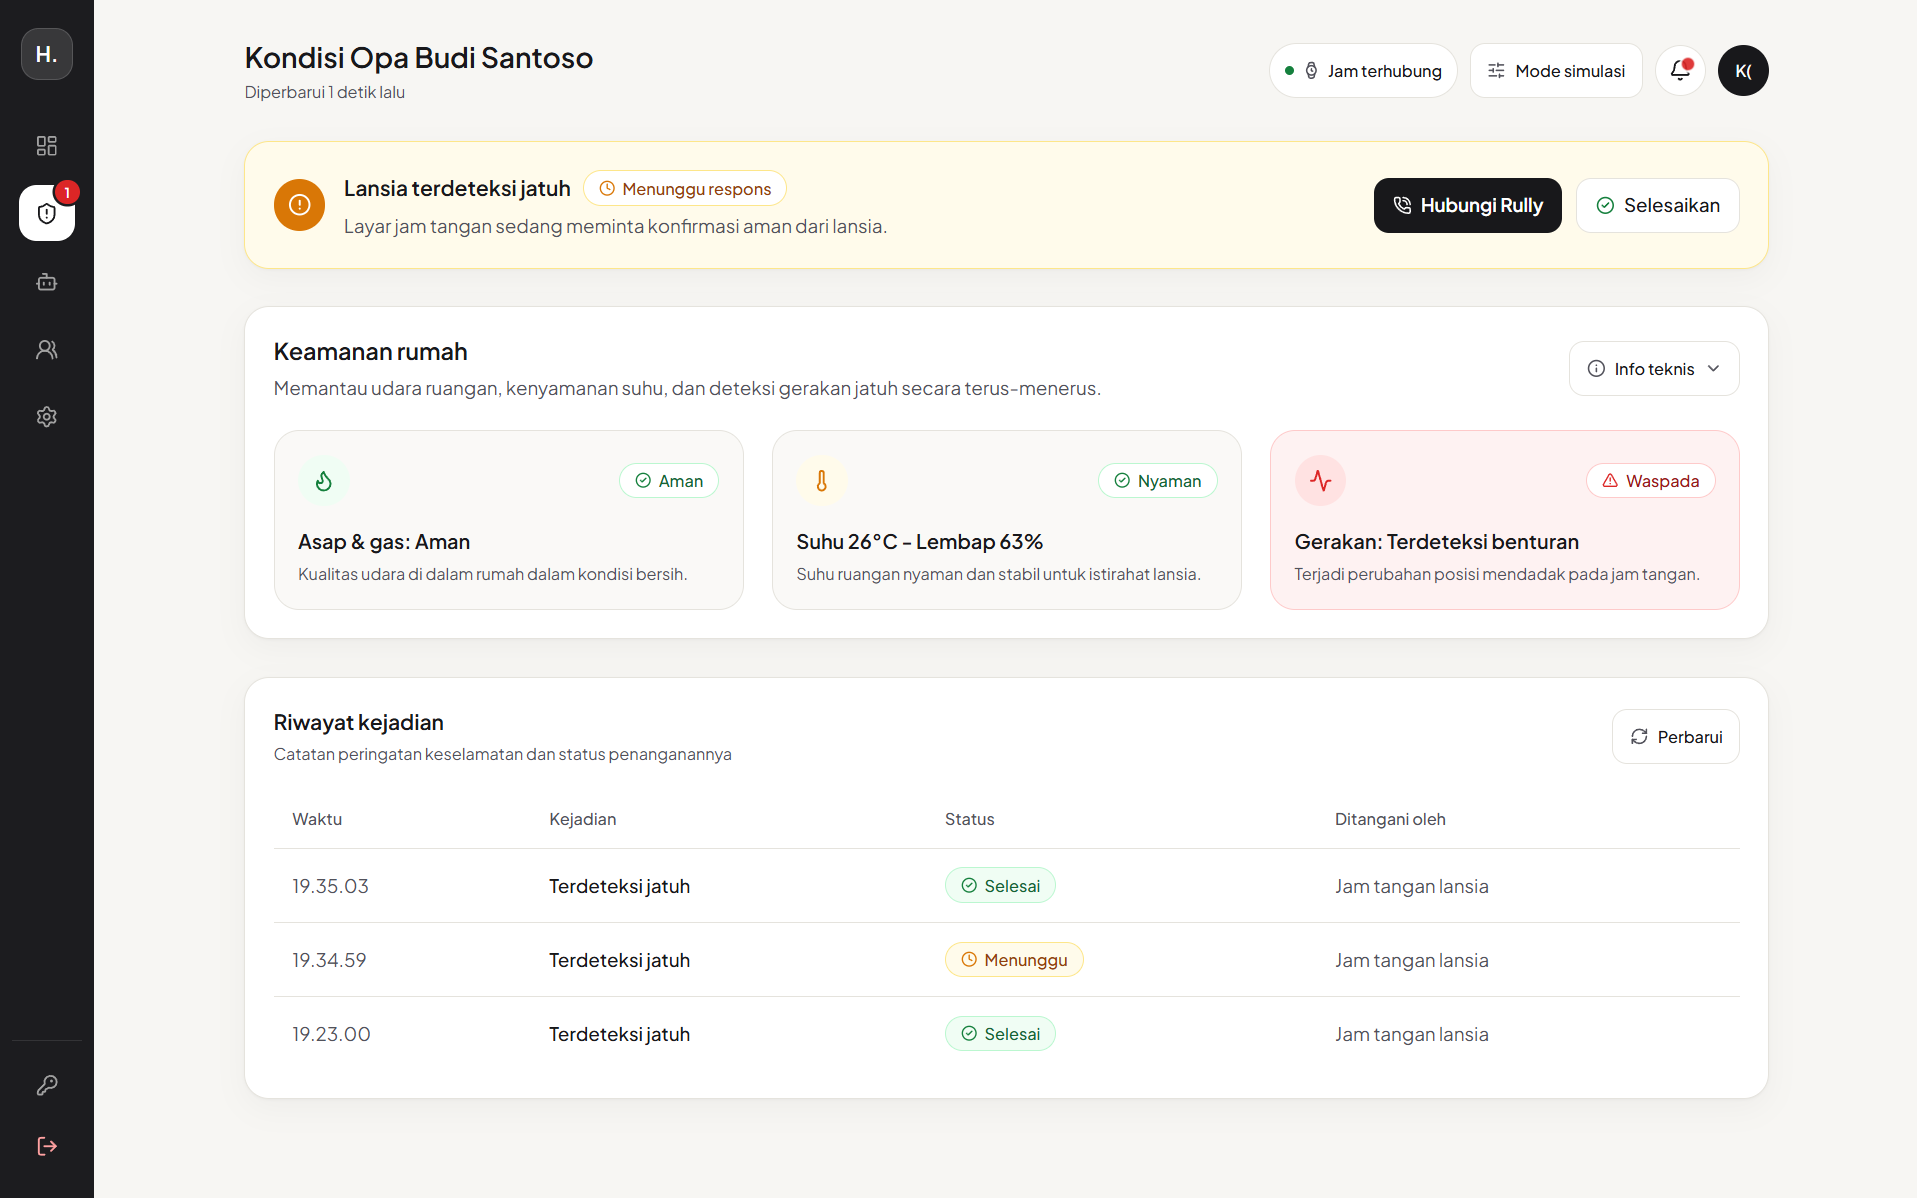 H.
1
Kondisi Opa Budi Santoso
Diperbarui 1 detik lalu
Jam terhubung
Mode simulasi
K(
Lansia terdeteksi jatuh
Menunggu respons
Layar jam tangan sedang meminta konfirmasi aman dari lansia.
Hubungi Rully
Selesaikan
Keamanan rumah
Memantau udara ruangan, kenyamanan suhu, dan deteksi gerakan jatuh secara terus-menerus.
Info teknis
Aman
Asap & gas: Aman
Kualitas udara di dalam rumah dalam kondisi bersih.
Nyaman
Suhu 26°C - Lembap 63%
Suhu ruangan nyaman dan stabil untuk istirahat lansia.
Waspada
Gerakan: Terdeteksi benturan
Terjadi perubahan posisi mendadak pada jam tangan.
Riwayat kejadian
Catatan peringatan keselamatan dan status penanganannya
Perbarui
Waktu Kejadian Status Ditangani oleh
19.35.03 Terdeteksi jatuh Selesai Jam tangan lansia
19.34.59 Terdeteksi jatuh Menunggu Jam tangan lansia
19.23.00 Terdeteksi jatuh Selesai Jam tangan lansia